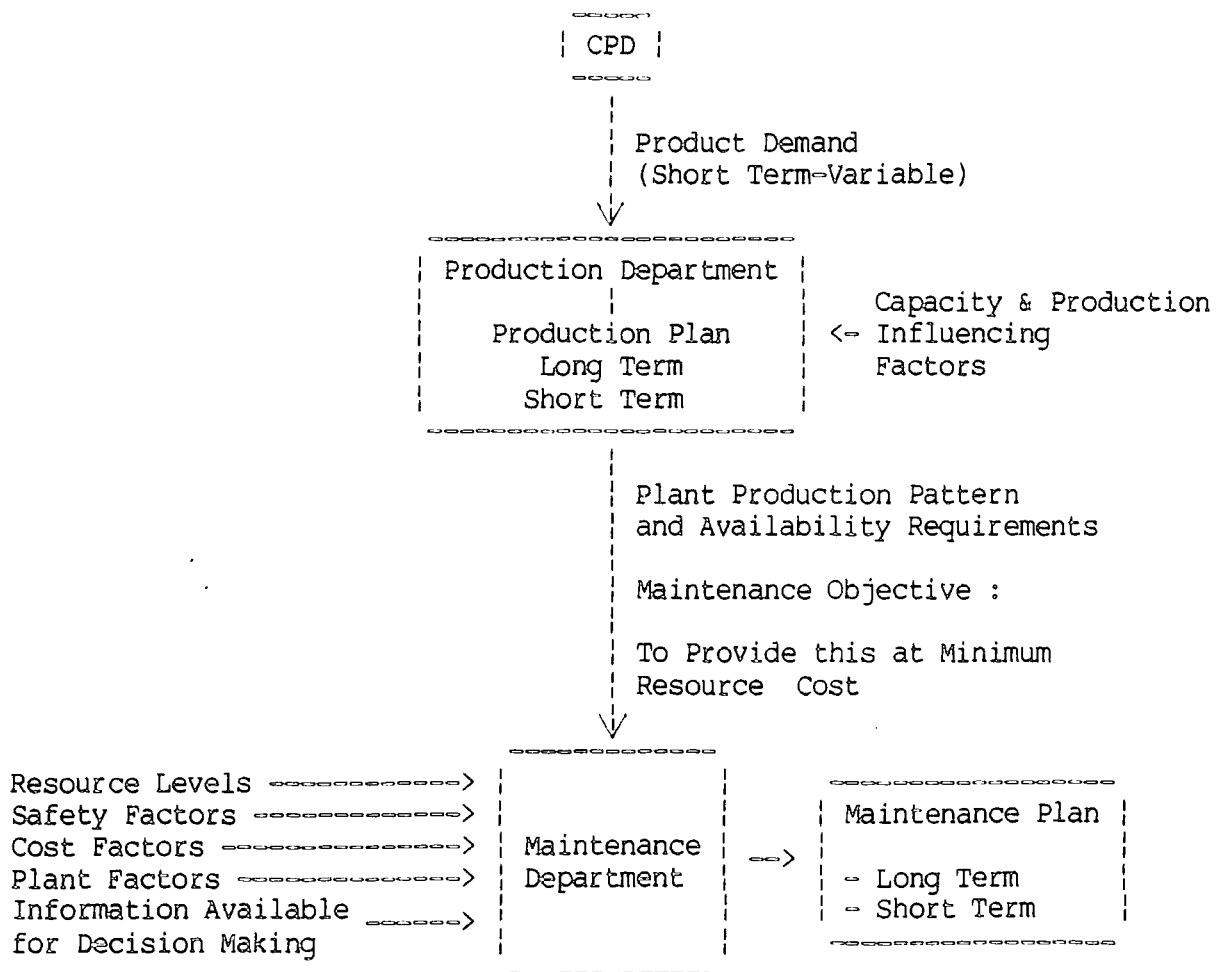 CPD
Product Demand
(Short Term-Variable)
Production Department
Capacity & Production
Production Plan
<- Influencing
Long Term
Factors
Short Term
Plant Production Pattern
and Availability Requirements
Maintenance Objective :
To Provide this at Minimum
Resource Cost
Resource Levels
Safety Factors
Cost Factors
Plant Factors
Information Available
for Decision Making
Maintenance
Department
Maintenance Plan
- Long Term
- Short Term